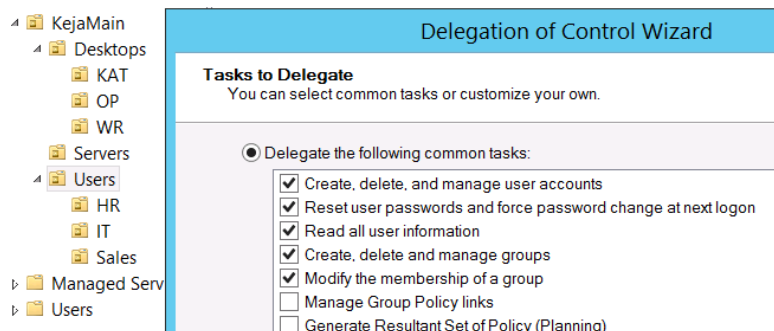 KejaMain
Desktops
KAT
OP
WR
Servers
Users
HR
IT
Sales
Managed Serv
Users
Delegation of Control Wizard
Tasks to Delegate
You can select common tasks or customize your own.
Delegate the following common tasks:
Create, delete, and manage user accounts
Reset user passwords and force password change at next logon
Read all user information
Create, delete and manage groups
Modify the membership of a group
Manage Group Policy links
Generate Resultant Set of Policy (Planning)